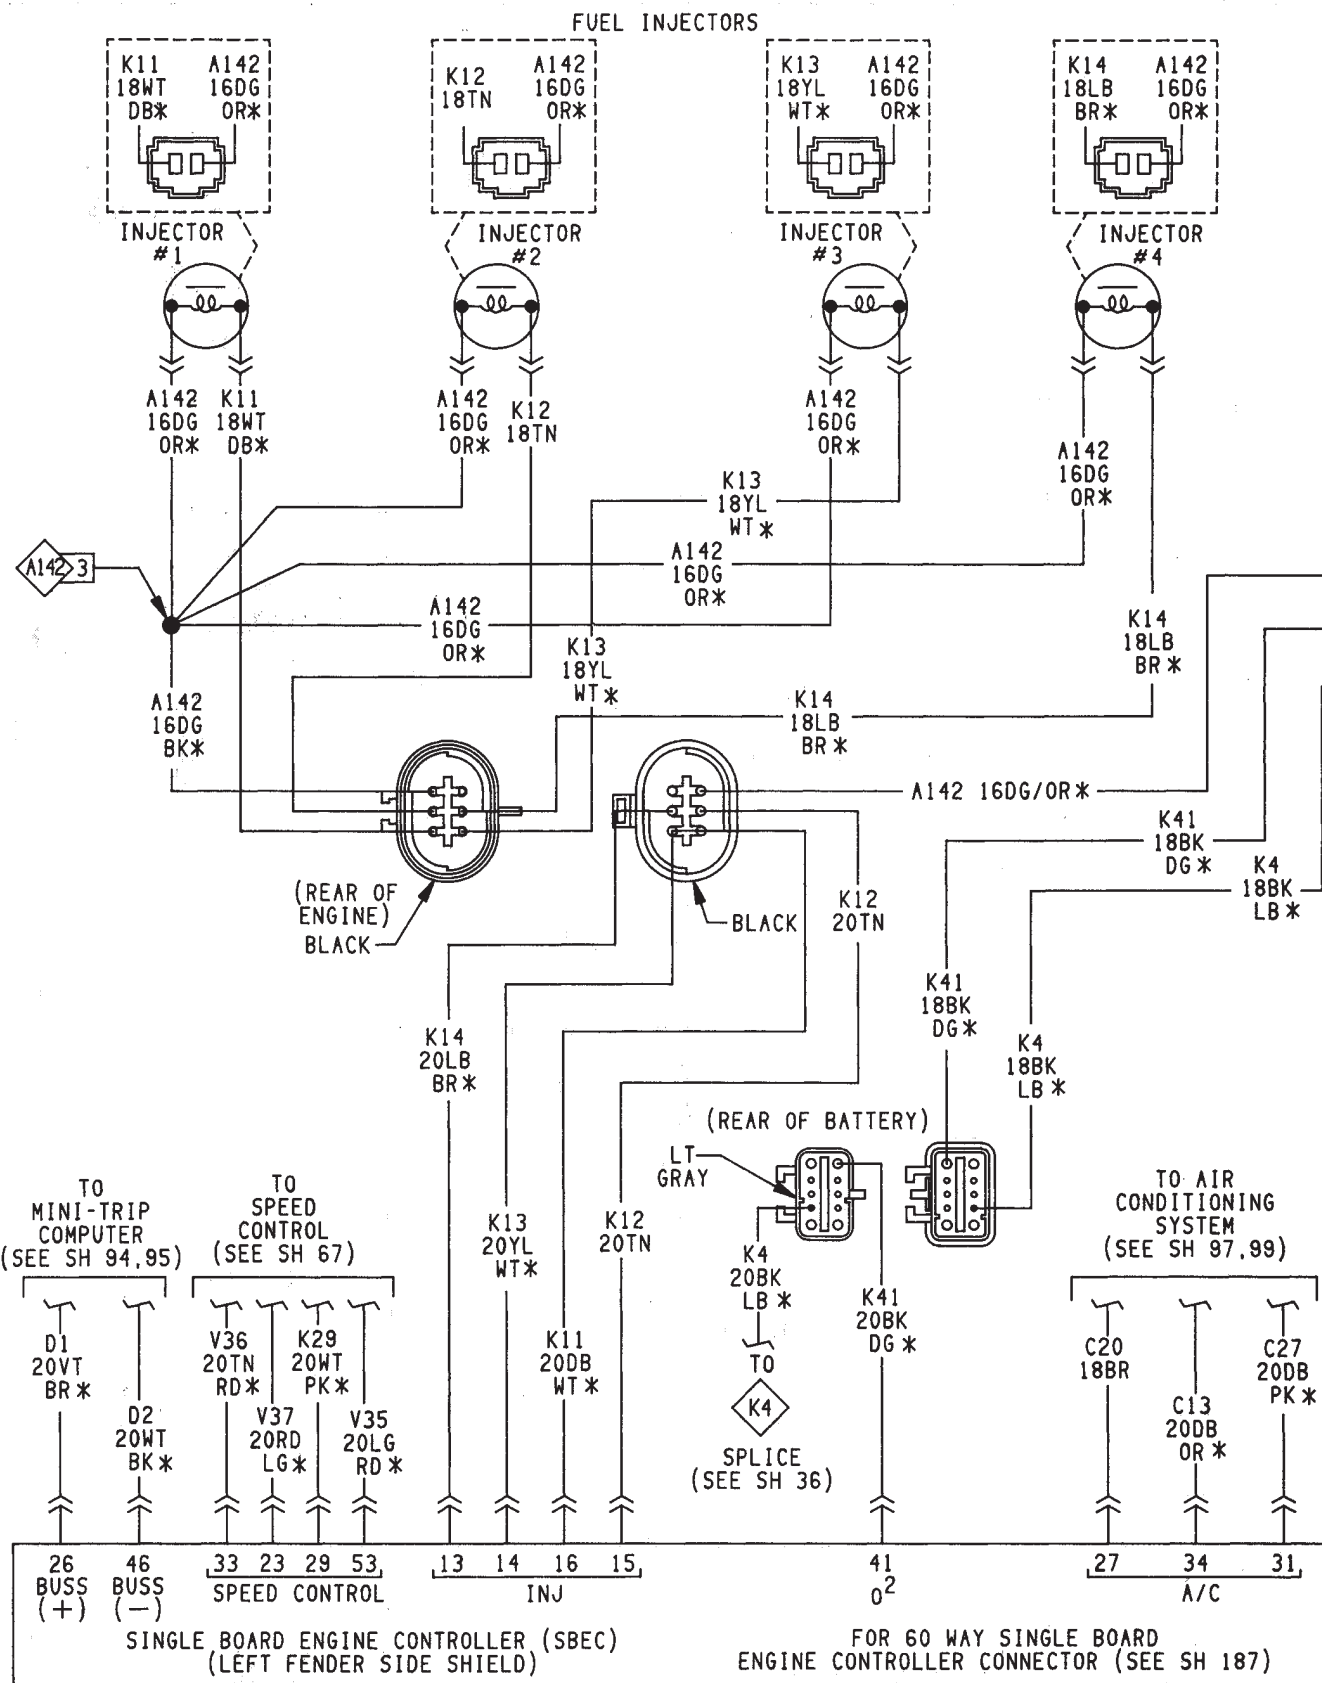 FUEL INJECTORS
K11
18WT
DB*
A142
16DG
OR*
K12
18TN
A142
16DG
OR*
K13
18YL
WT*
A142
16DG
OR*
K14
18LB
BR*
A142
16DG
OR*
INJECTOR
#1
INJECTOR
#2
INJECTOR
#3
INJECTOR
#4
A142
16DG
OR*
K11
18WT
DB*
A142
16DG
OR*
K12
18TN
A142
16DG
OR*
A142
16DG
OR*
K13
18YL
WT*
A142 3
A142
16DG
OR*
A142
16DG
OR*
K13
18YL
WT*
K14
18LB
BR*
A142
16DG
BK*
K14
18LB
BR*
A142 16DG/OR*
K41
18BK
DG*
K4
18BK
LB*
(REAR OF
ENGINE)
BLACK
BLACK
K12
20TN
K41
18BK
DG*
K14
20LB
BR*
K4
18BK
LB*
(REAR OF BATTERY)
LT
GRAY
TO
MINI-TRIP
COMPUTER
(SEE SH 94,95)
TO
SPEED
CONTROL
(SEE SH 67)
K13
20YL
WT*
K12
20TN
TO AIR
CONDITIONING
SYSTEM
(SEE SH 97,99)
K4
20BK
LB*
K41
20BK
DG*
TO
K4
SPLICE
(SEE SH 36)
D1
20VT
BR*
D2
20WT
BK*
V36
20TN
RD*
V37
20RD
LG*
K29
20WT
PK*
V35
20LG
RD*
K11
20DB
WT*
C20
18BR
C13
20DB
OR*
C27
20DB
PK*
26
BUSS
(+)
46
BUSS
(—)
33 23 29 53
SPEED CONTROL
13 14 16 15
INJ
41
O²
27 34 31
A/C
SINGLE BOARD ENGINE CONTROLLER (SBEC)
(LEFT FENDER SIDE SHIELD)
FOR 60 WAY SINGLE BOARD
ENGINE CONTROLLER CONNECTOR (SEE SH 187)